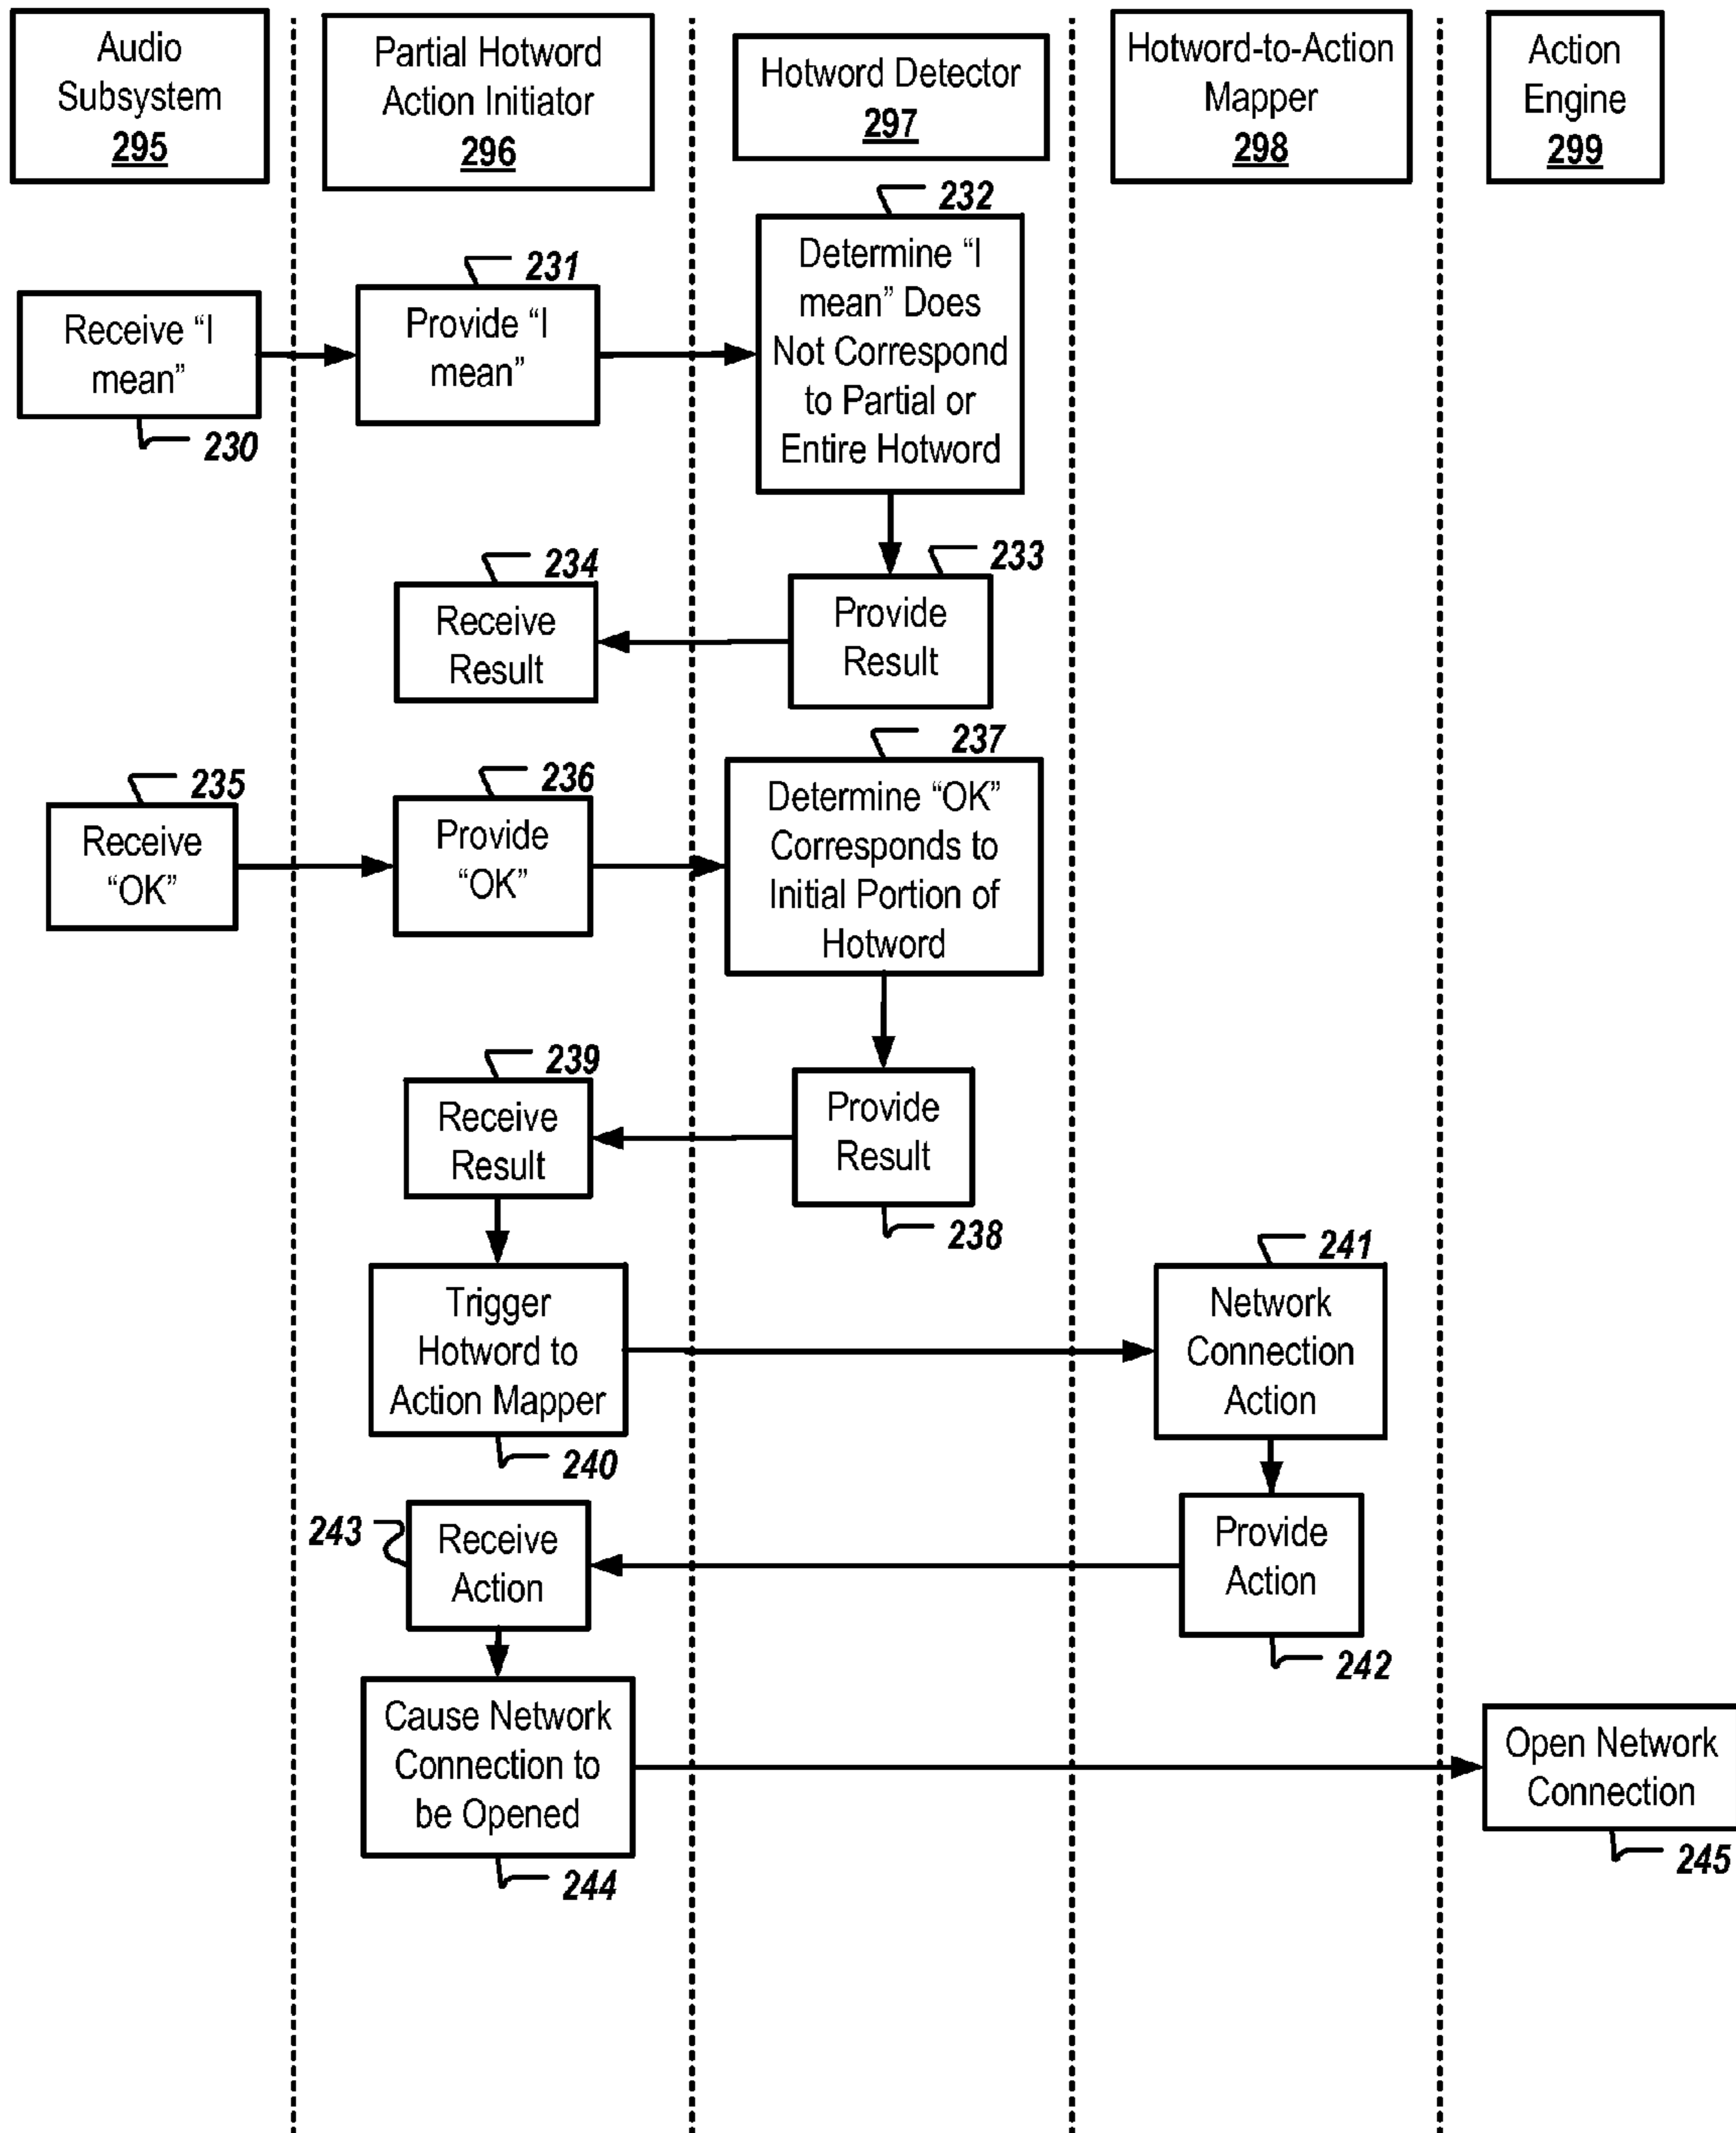 Audio
Subsystem
295
Partial Hotword
Action Initiator
296
Hotword Detector
297
Hotword-to-Action
Mapper
298
Action
Engine
299
232
Determine “I
mean” Does
Not Correspond
to Partial or
Entire Hotword
231
Provide “I
mean”
Receive “I
mean”
230
234
Receive
Result
233
Provide
Result
235
Receive
“OK”
236
Provide
“OK”
237
Determine “OK”
Corresponds to
Initial Portion of
Hotword
239
Receive
Result
Provide
Result
238
Trigger
Hotword to
Action Mapper
240
241
Network
Connection
Action
243
Receive
Action
Provide
Action
242
Cause Network
Connection to
be Opened
244
Open Network
Connection
245